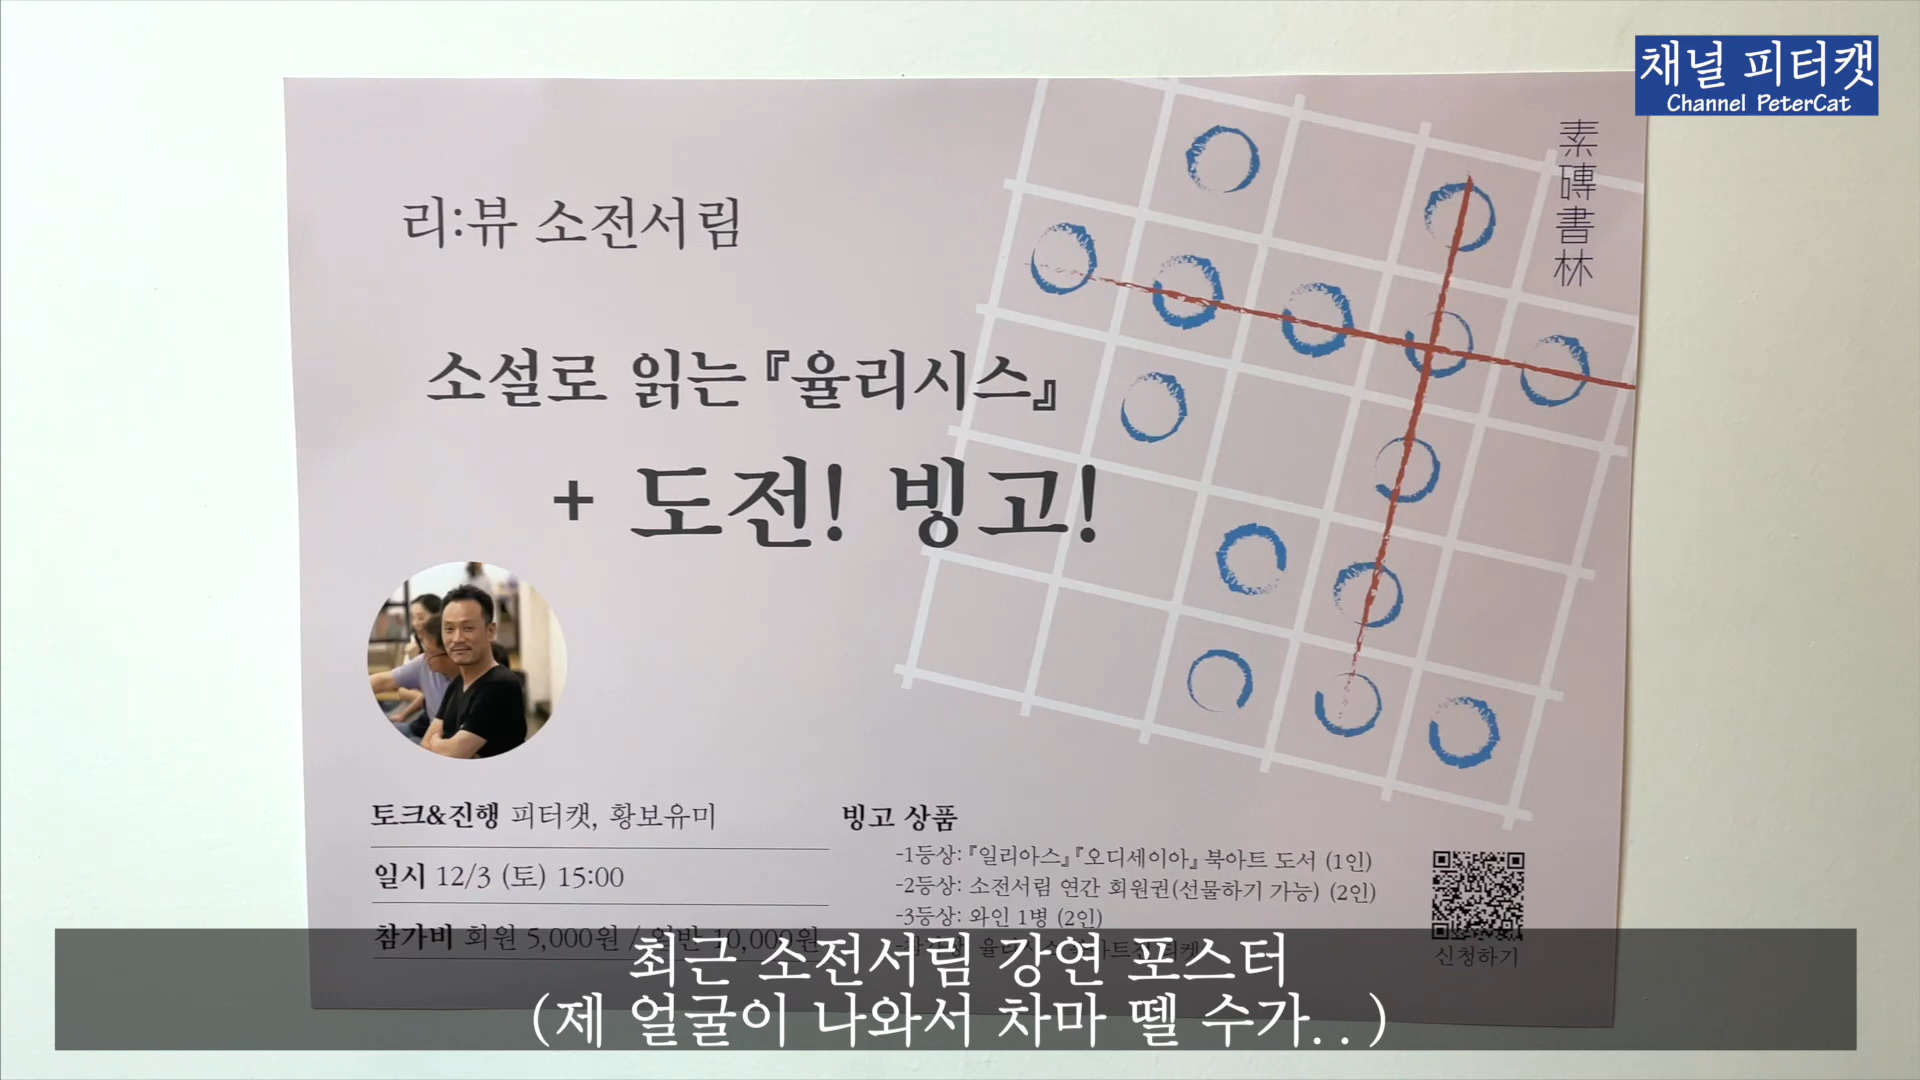 채널 피터캣
Channel PeterCat
素磚書林
리:뷰 소전서림
소설로 읽는 『율리시스』
+ 도전! 빙고!
토크&진행 피터캣, 황보유미
일시 12/3 (토) 15:00
참가비 회원 5,000원 / 일반 10,000원
빙고 상품
-1등상: 『일리아스』『오디세이아』 북아트 도서 (1인)
-2등상: 소전서림 연간 회원권(선물하기 가능) (2인)
-3등상: 와인 1병 (2인)
신청하기
최근 소전서림 강연 포스터
(제 얼굴이 나와서 차마 뗄 수가..)